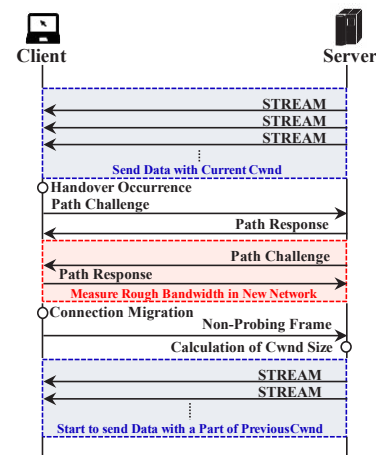 Client Server
STREAM
STREAM
STREAM
Send Data with Current Cwnd
Handover Occurrence
Path Challenge
Path Response
Path Challenge
Path Response
Measure Rough Bandwidth in New Network
Connection Migration
Non-Probing Frame
Calculation of Cwnd Size
STREAM
STREAM
Start to send Data with a Part of PreviousCwnd